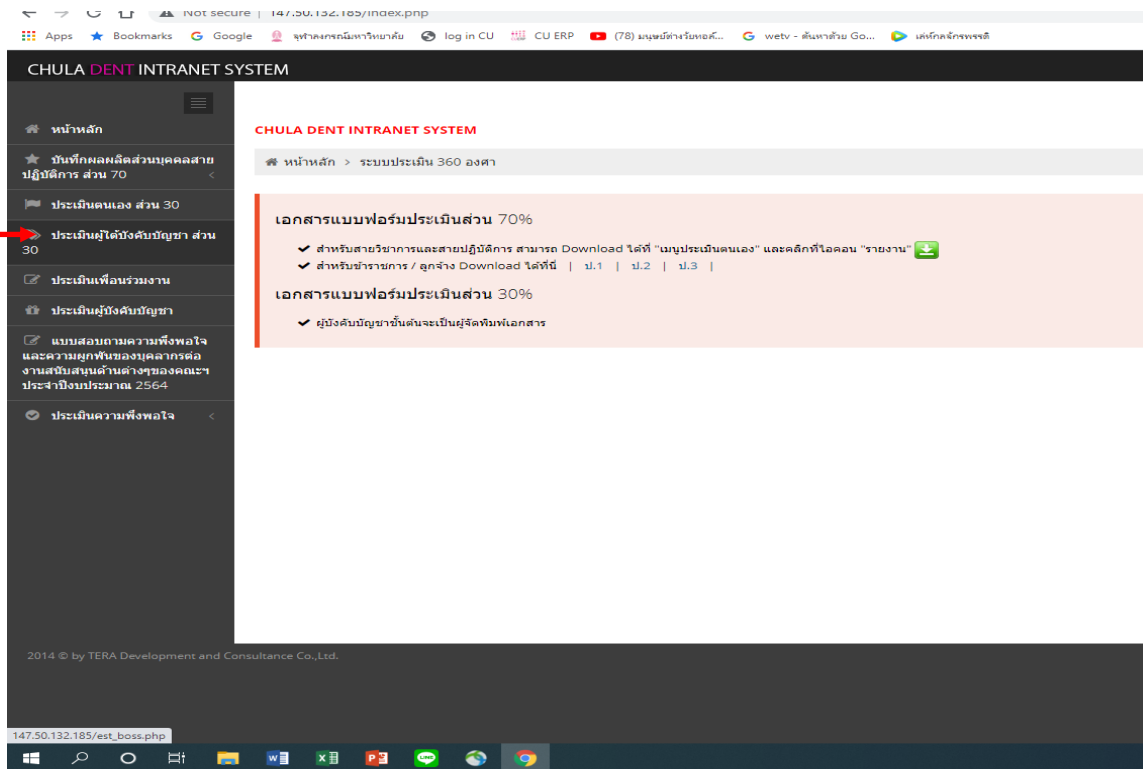 Not secure | 147.50.132.185/index.php
Apps Bookmarks Google จุฬาลงกรณ์มหาวิทยาลัย log in CU CU ERP (78) มนุษย์ต่างวัยทอล์... wetv - ค้นหาด้วย Go...
CHULA DENT INTRANET SYSTEM
หน้าหลัก
บันทึกผลผลิตส่วนบุคคลสาย
ปฏิบัติการ ส่วน 70 <
ประเมินตนเอง ส่วน 30
ประเมินผู้ใต้บังคับบัญชา ส่วน
30
ประเมินเพื่อนร่วมงาน
ประเมินผู้บังคับบัญชา
แบบสอบถามความพึงพอใจ
และความผูกพันของบุคลากรต่อ
งานสนับสนุนด้านต่างๆของคณะฯ
ประจำปีงบประมาณ 2564
ประเมินความพึงพอใจ <
CHULA DENT INTRANET SYSTEM
หน้าหลัก > ระบบประเมิน 360 องศา
เอกสารแบบฟอร์มประเมินส่วน 70%
สำหรับสายวิชาการและสายปฏิบัติการ สามารถ Download ได้ที่ "เมนูประเมินตนเอง" และคลิกที่ไอคอน "รายงาน"
สำหรับข้าราชการ / ลูกจ้าง Download ได้ที่นี่ | ป.1 | ป.2 | ป.3 |
เอกสารแบบฟอร์มประเมินส่วน 30%
ผู้บังคับบัญชาชั้นต้นจะเป็นผู้จัดพิมพ์เอกสาร
2014 © by TERA Development and Consultance Co.,Ltd.
147.50.132.185/est_boss.php